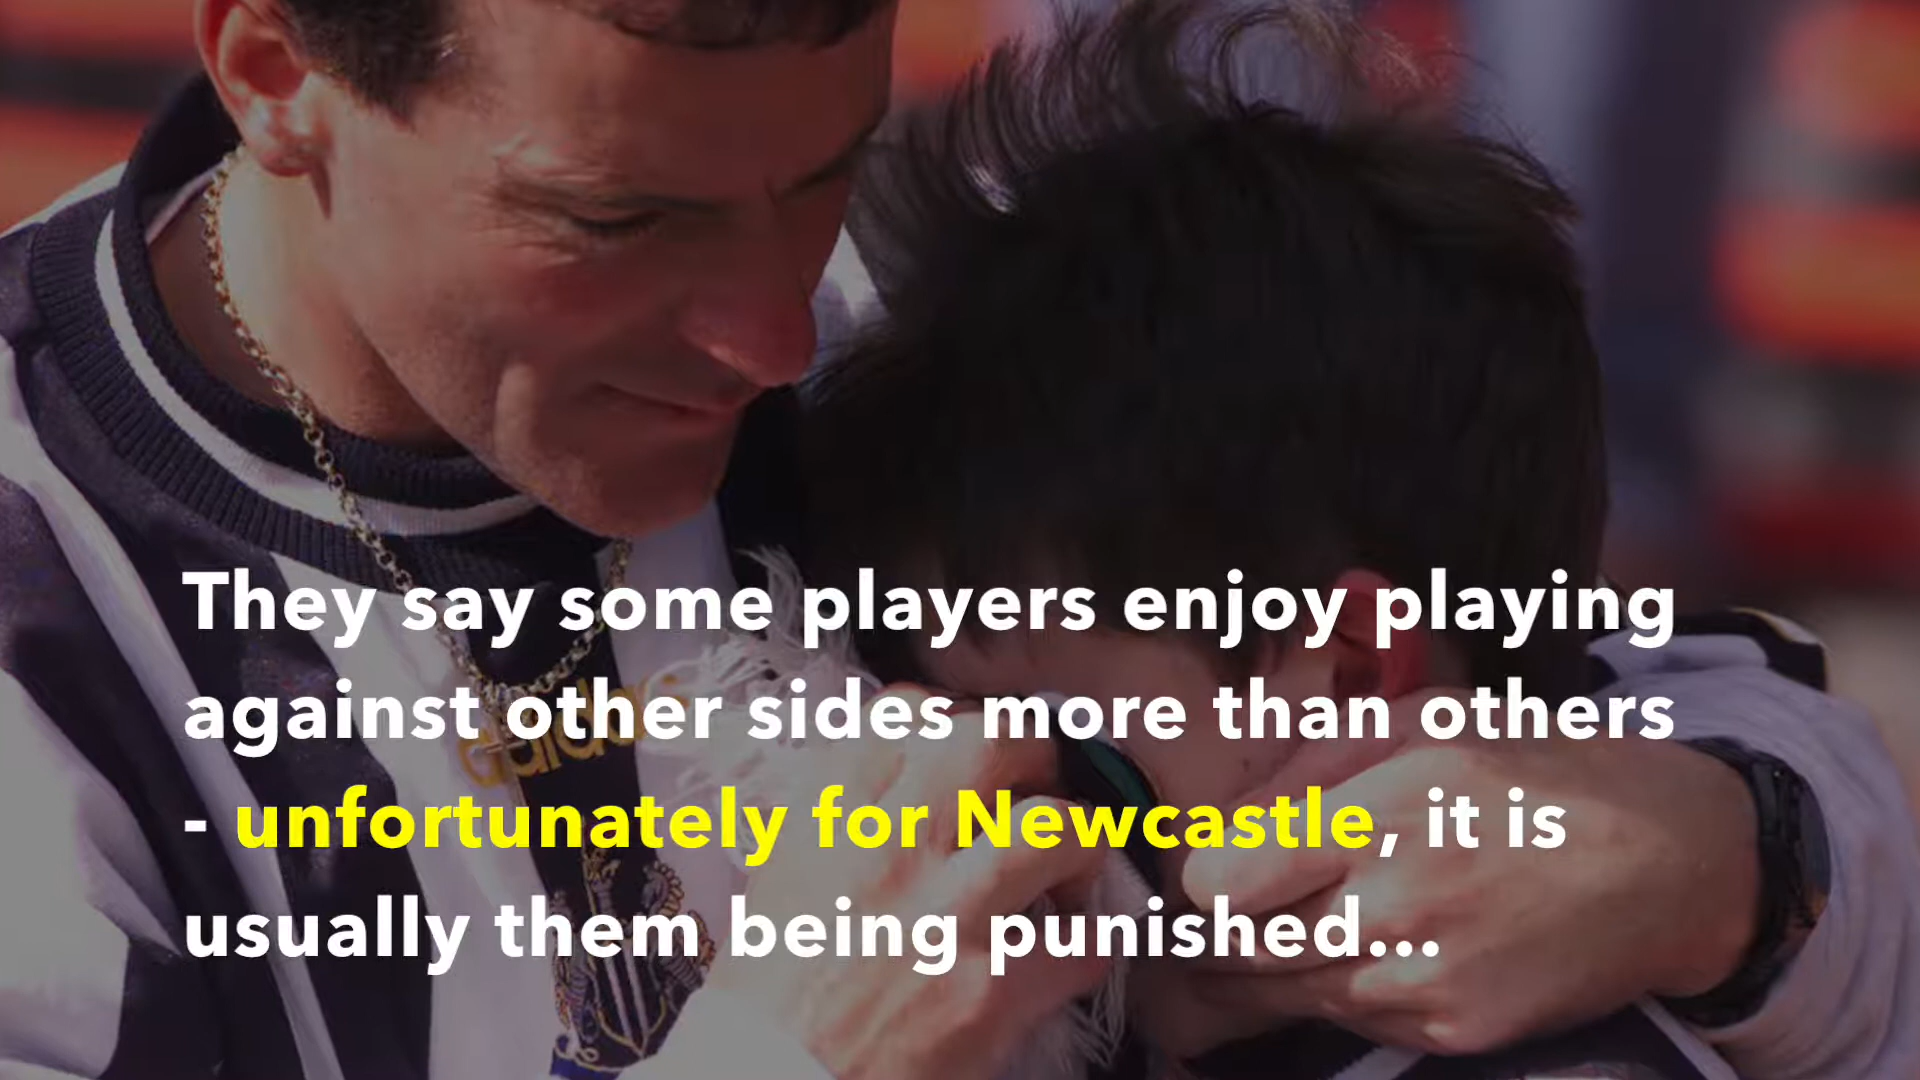 They say some players enjoy playing
against other sides more than others
- unfortunately for Newcastle, it is
usually them being punished...
adidas